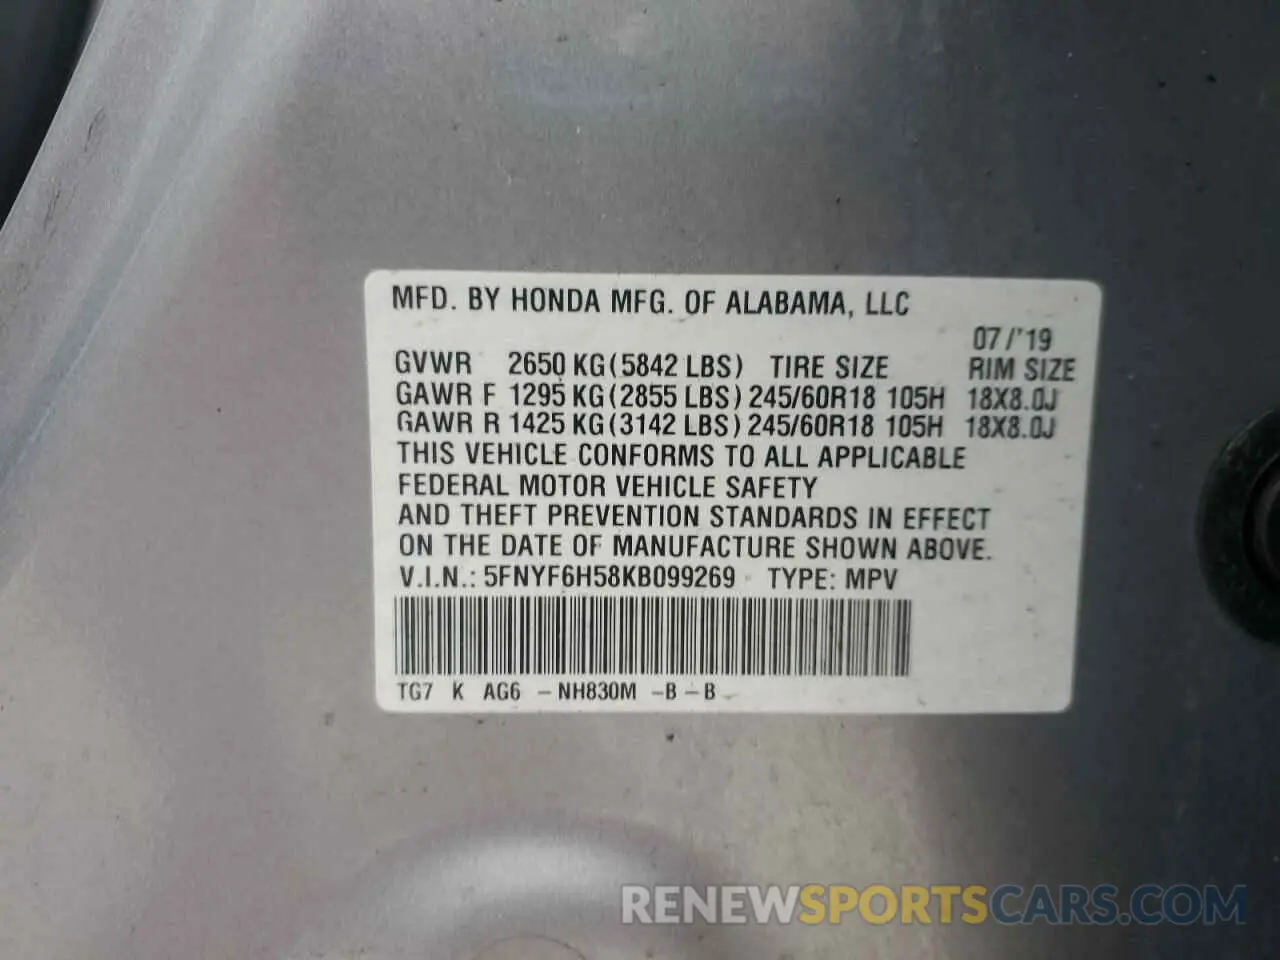 MFD. BY HONDA MFG. OF ALABAMA, LLC
07/'19
GVWR 2650 KG(5842 LBS) TIRE SIZE RIM SIZE
GAWR F 1295 KG(2855 LBS) 245/60R18 105H 18X8.0J
GAWR R 1425 KG(3142 LBS) 245/60R18 105H 18X8.0J
THIS VEHICLE CONFORMS TO ALL APPLICABLE
FEDERAL MOTOR VEHICLE SAFETY
AND THEFT PREVENTION STANDARDS IN EFFECT
ON THE DATE OF MANUFACTURE SHOWN ABOVE.
V.I.N.: 5FNYF6H58KB099269 TYPE: MPV
TG7 K AG6 -NH830M -B-B
RENEWSPORTSCARS.COM